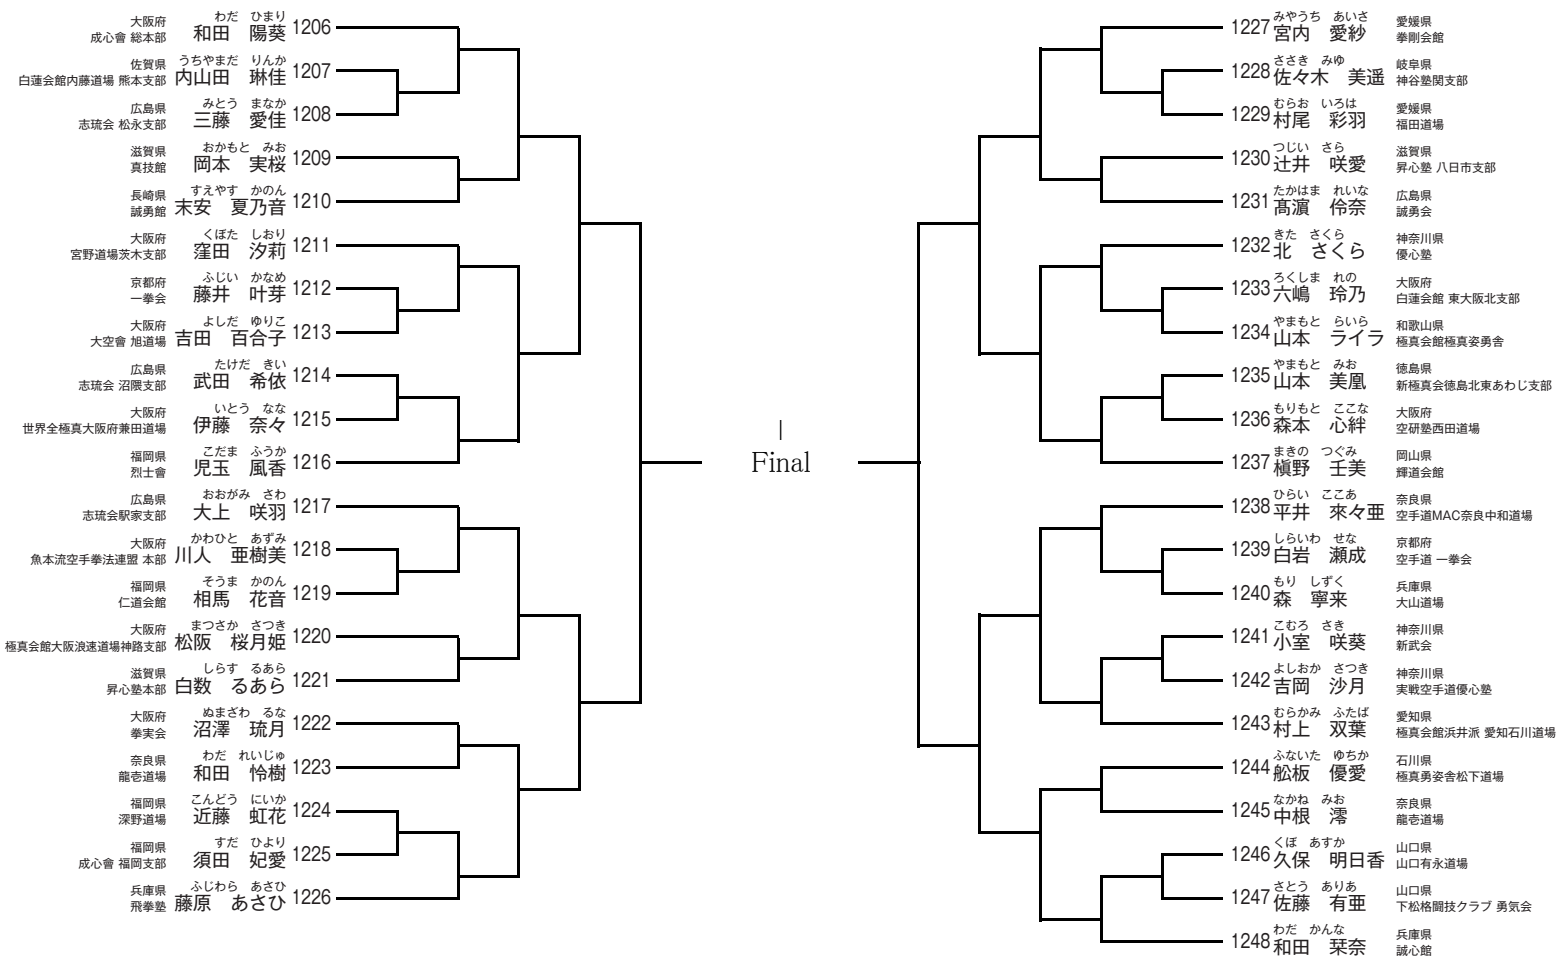 大阪府
成心會 総本部
わだ　ひまり
和田　陽葵 1206
佐賀県
白蓮会館内藤道場 熊本支部
うちやまだ　りんか
内山田　琳佳 1207
広島県
志琉会 松永支部
みとう　まなか
三藤　愛佳 1208
滋賀県
真技館
おかもと　みお
岡本　実桜 1209
長崎県
誠勇館
すえやす　かのん
末安　夏乃音 1210
大阪府
宮野道場茨木支部
くぼた　しおり
窪田　汐莉 1211
京都府
一拳会
ふじい　かなめ
藤井　叶芽 1212
大阪府
大空會 旭道場
よしだ　ゆりこ
吉田　百合子 1213
広島県
志琉会 沼隈支部
たけだ　きい
武田　希依 1214
大阪府
世界全極真大阪府兼田道場
いとう　なな
伊藤　奈々 1215
福岡県
烈士會
こだま　ふうか
児玉　風香 1216
広島県
志琉会駅家支部
おおがみ　さわ
大上　咲羽 1217
大阪府
魚本流空手拳法連盟 本部
かわひと　あずみ
川人　亜樹美 1218
福岡県
仁道会館
そうま　かのん
相馬　花音 1219
大阪府
極真会館大阪浪速道場神路支部
まつさか　さつき
松阪　桜月姫 1220
滋賀県
昇心塾本部
しらす　るあら
白数　るあら 1221
大阪府
拳実会
ぬまざわ　るな
沼澤　琉月 1222
奈良県
龍壱道場
わだ　れいじゅ
和田　怜樹 1223
福岡県
深野道場
こんどう　にいか
近藤　虹花 1224
福岡県
成心會 福岡支部
すだ　ひより
須田　妃愛 1225
兵庫県
飛拳塾
ふじわら　あさひ
藤原　あさひ 1226
Final
みやうち　あいさ
1227 宮内　愛紗
愛媛県
拳剛会館
ささき　みゆ
1228 佐々木　美遥
岐阜県
神谷塾関支部
むらお　いろは
1229 村尾　彩羽
愛媛県
福田道場
つじい　さら
1230 辻井　咲愛
滋賀県
昇心塾 八日市支部
たかはま　れいな
1231 髙濵　伶奈
広島県
誠勇会
きた　さくら
1232 北　さくら
神奈川県
優心塾
ろくしま　れの
1233 六嶋　玲乃
大阪府
白蓮会館 東大阪北支部
やまもと　らいら
1234 山本　ライラ
和歌山県
極真会館極真姿勇舎
やまもと　みお
1235 山本　美凰
徳島県
新極真会徳島北東あわじ支部
もりもと　ここな
1236 森本　心絆
大阪府
空研塾西田道場
まきの　つぐみ
1237 槇野　壬美
岡山県
輝道会館
ひらい　ここあ
1238 平井　來々亜
奈良県
空手道MAC奈良中和道場
しらいわ　せな
1239 白岩　瀬成
京都府
空手道 一拳会
もり　しずく
1240 森　寧来
兵庫県
大山道場
こむろ　さき
1241 小室　咲葵
神奈川県
新武会
よしおか　さつき
1242 吉岡　沙月
神奈川県
実戦空手道優心塾
むらかみ　ふたば
1243 村上　双葉
愛知県
極真会館浜井派 愛知石川道場
ふないた　ゆちか
1244 舩板　優愛
石川県
極真勇姿舎松下道場
なかね　みお
1245 中根　澪
奈良県
龍壱道場
くぼ　あすか
1246 久保　明日香
山口県
山口有永道場
さとう　ありあ
1247 佐藤　有亜
山口県
下松格闘技クラブ 勇気会
わだ　かんな
1248 和田　栞奈
兵庫県
誠心館